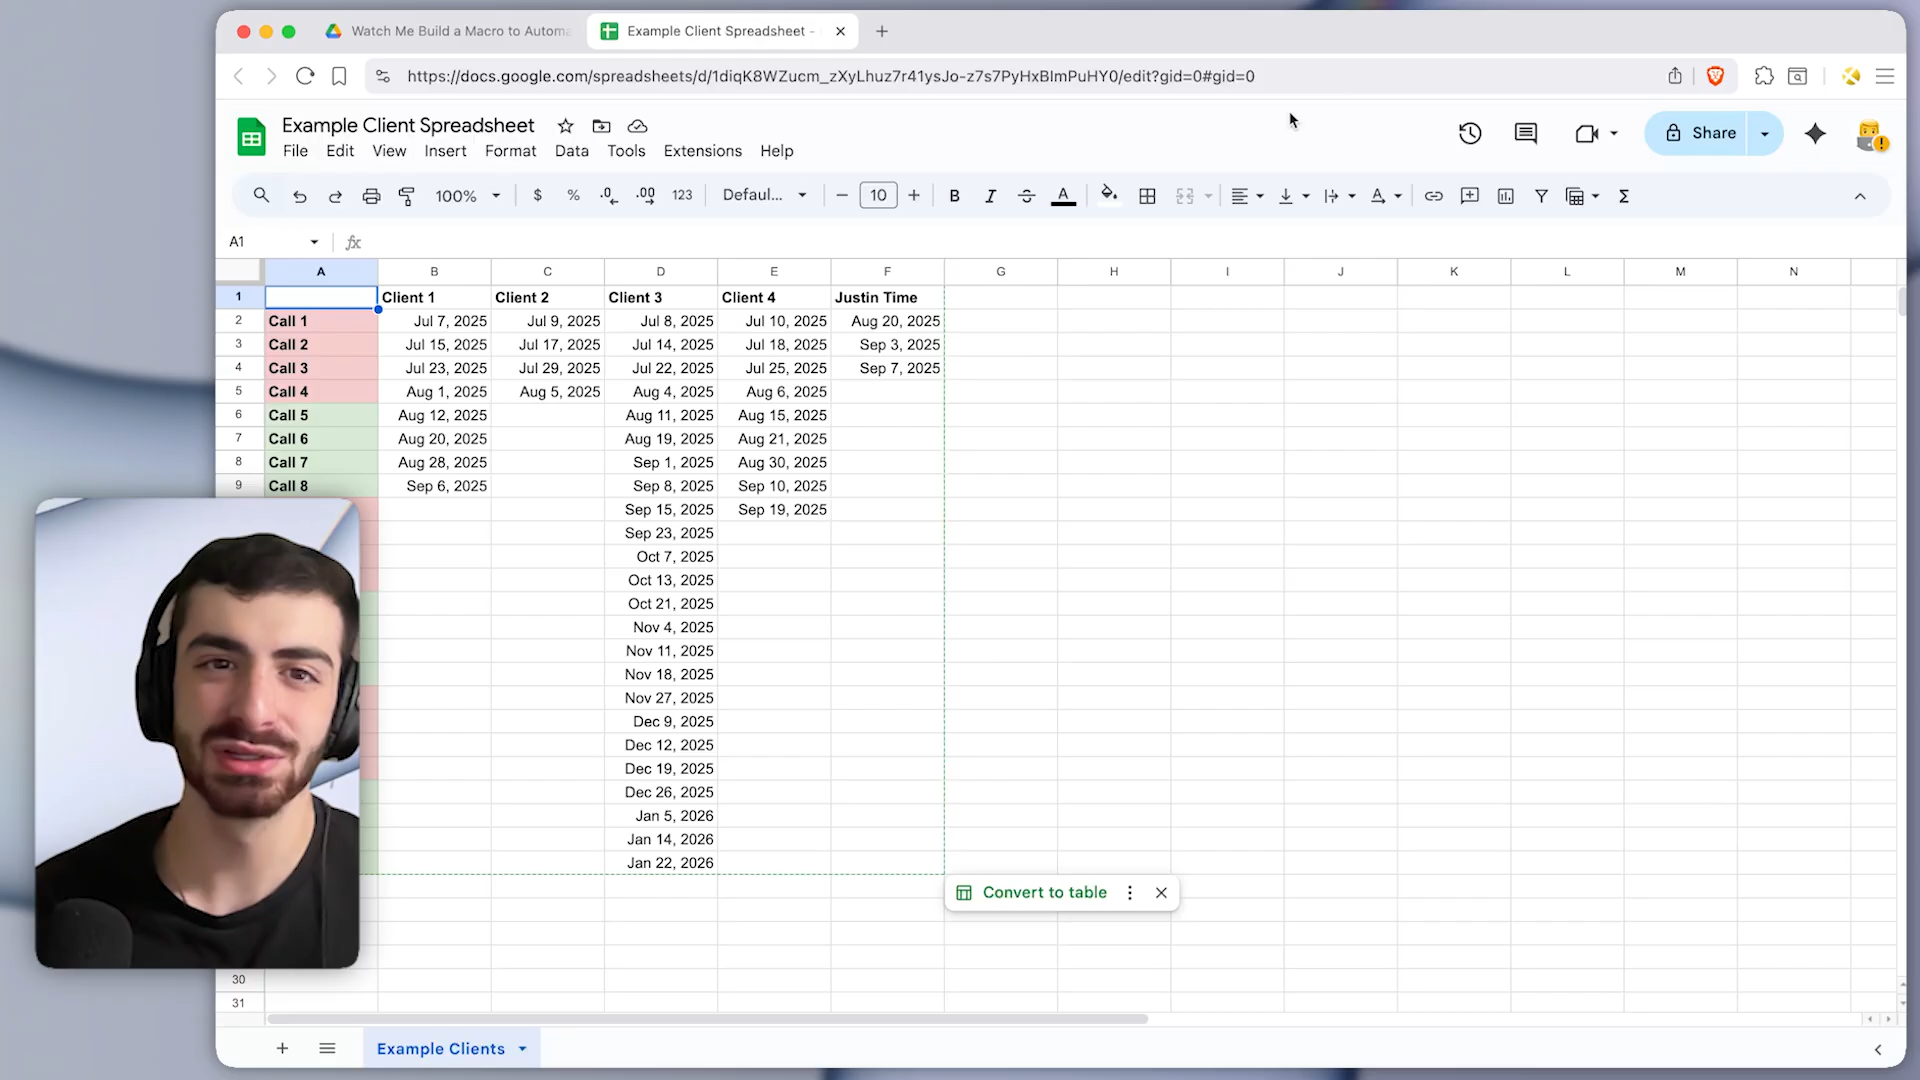 Watch Me Build a Macro to Automa
Example Client Spreadsheet -
https://docs.google.com/spreadsheets/d/1diqK8WZucm_zXyLhuz7r41ysJo-z7s7PyHxBImPuHY0/edit?gid=0#gid=0
Example Client Spreadsheet
Share
File Edit View Insert Format Data Tools Extensions Help
100% $ % .0 .00 123 Defaul... 10 B I A
A1 fx
A B C D E F G H I J K L M N
1 Client 1 Client 2 Client 3 Client 4 Justin Time
2 Call 1 Jul 7, 2025 Jul 9, 2025 Jul 8, 2025 Jul 10, 2025 Aug 20, 2025
3 Call 2 Jul 15, 2025 Jul 17, 2025 Jul 14, 2025 Jul 18, 2025 Sep 3, 2025
4 Call 3 Jul 23, 2025 Jul 29, 2025 Jul 22, 2025 Jul 25, 2025 Sep 7, 2025
5 Call 4 Aug 1, 2025 Aug 5, 2025 Aug 4, 2025 Aug 6, 2025
6 Call 5 Aug 12, 2025 Aug 11, 2025 Aug 15, 2025
7 Call 6 Aug 20, 2025 Aug 19, 2025 Aug 21, 2025
8 Call 7 Aug 28, 2025 Sep 1, 2025 Aug 30, 2025
9 Call 8 Sep 6, 2025 Sep 8, 2025 Sep 10, 2025
Sep 15, 2025 Sep 19, 2025
Sep 23, 2025
Oct 7, 2025
Oct 13, 2025
Oct 21, 2025
Nov 4, 2025
Nov 11, 2025
Nov 18, 2025
Nov 27, 2025
Dec 9, 2025
Dec 12, 2025
Dec 19, 2025
Dec 26, 2025
Jan 5, 2026
Jan 14, 2026
Jan 22, 2026
Convert to table
30
31
Example Clients